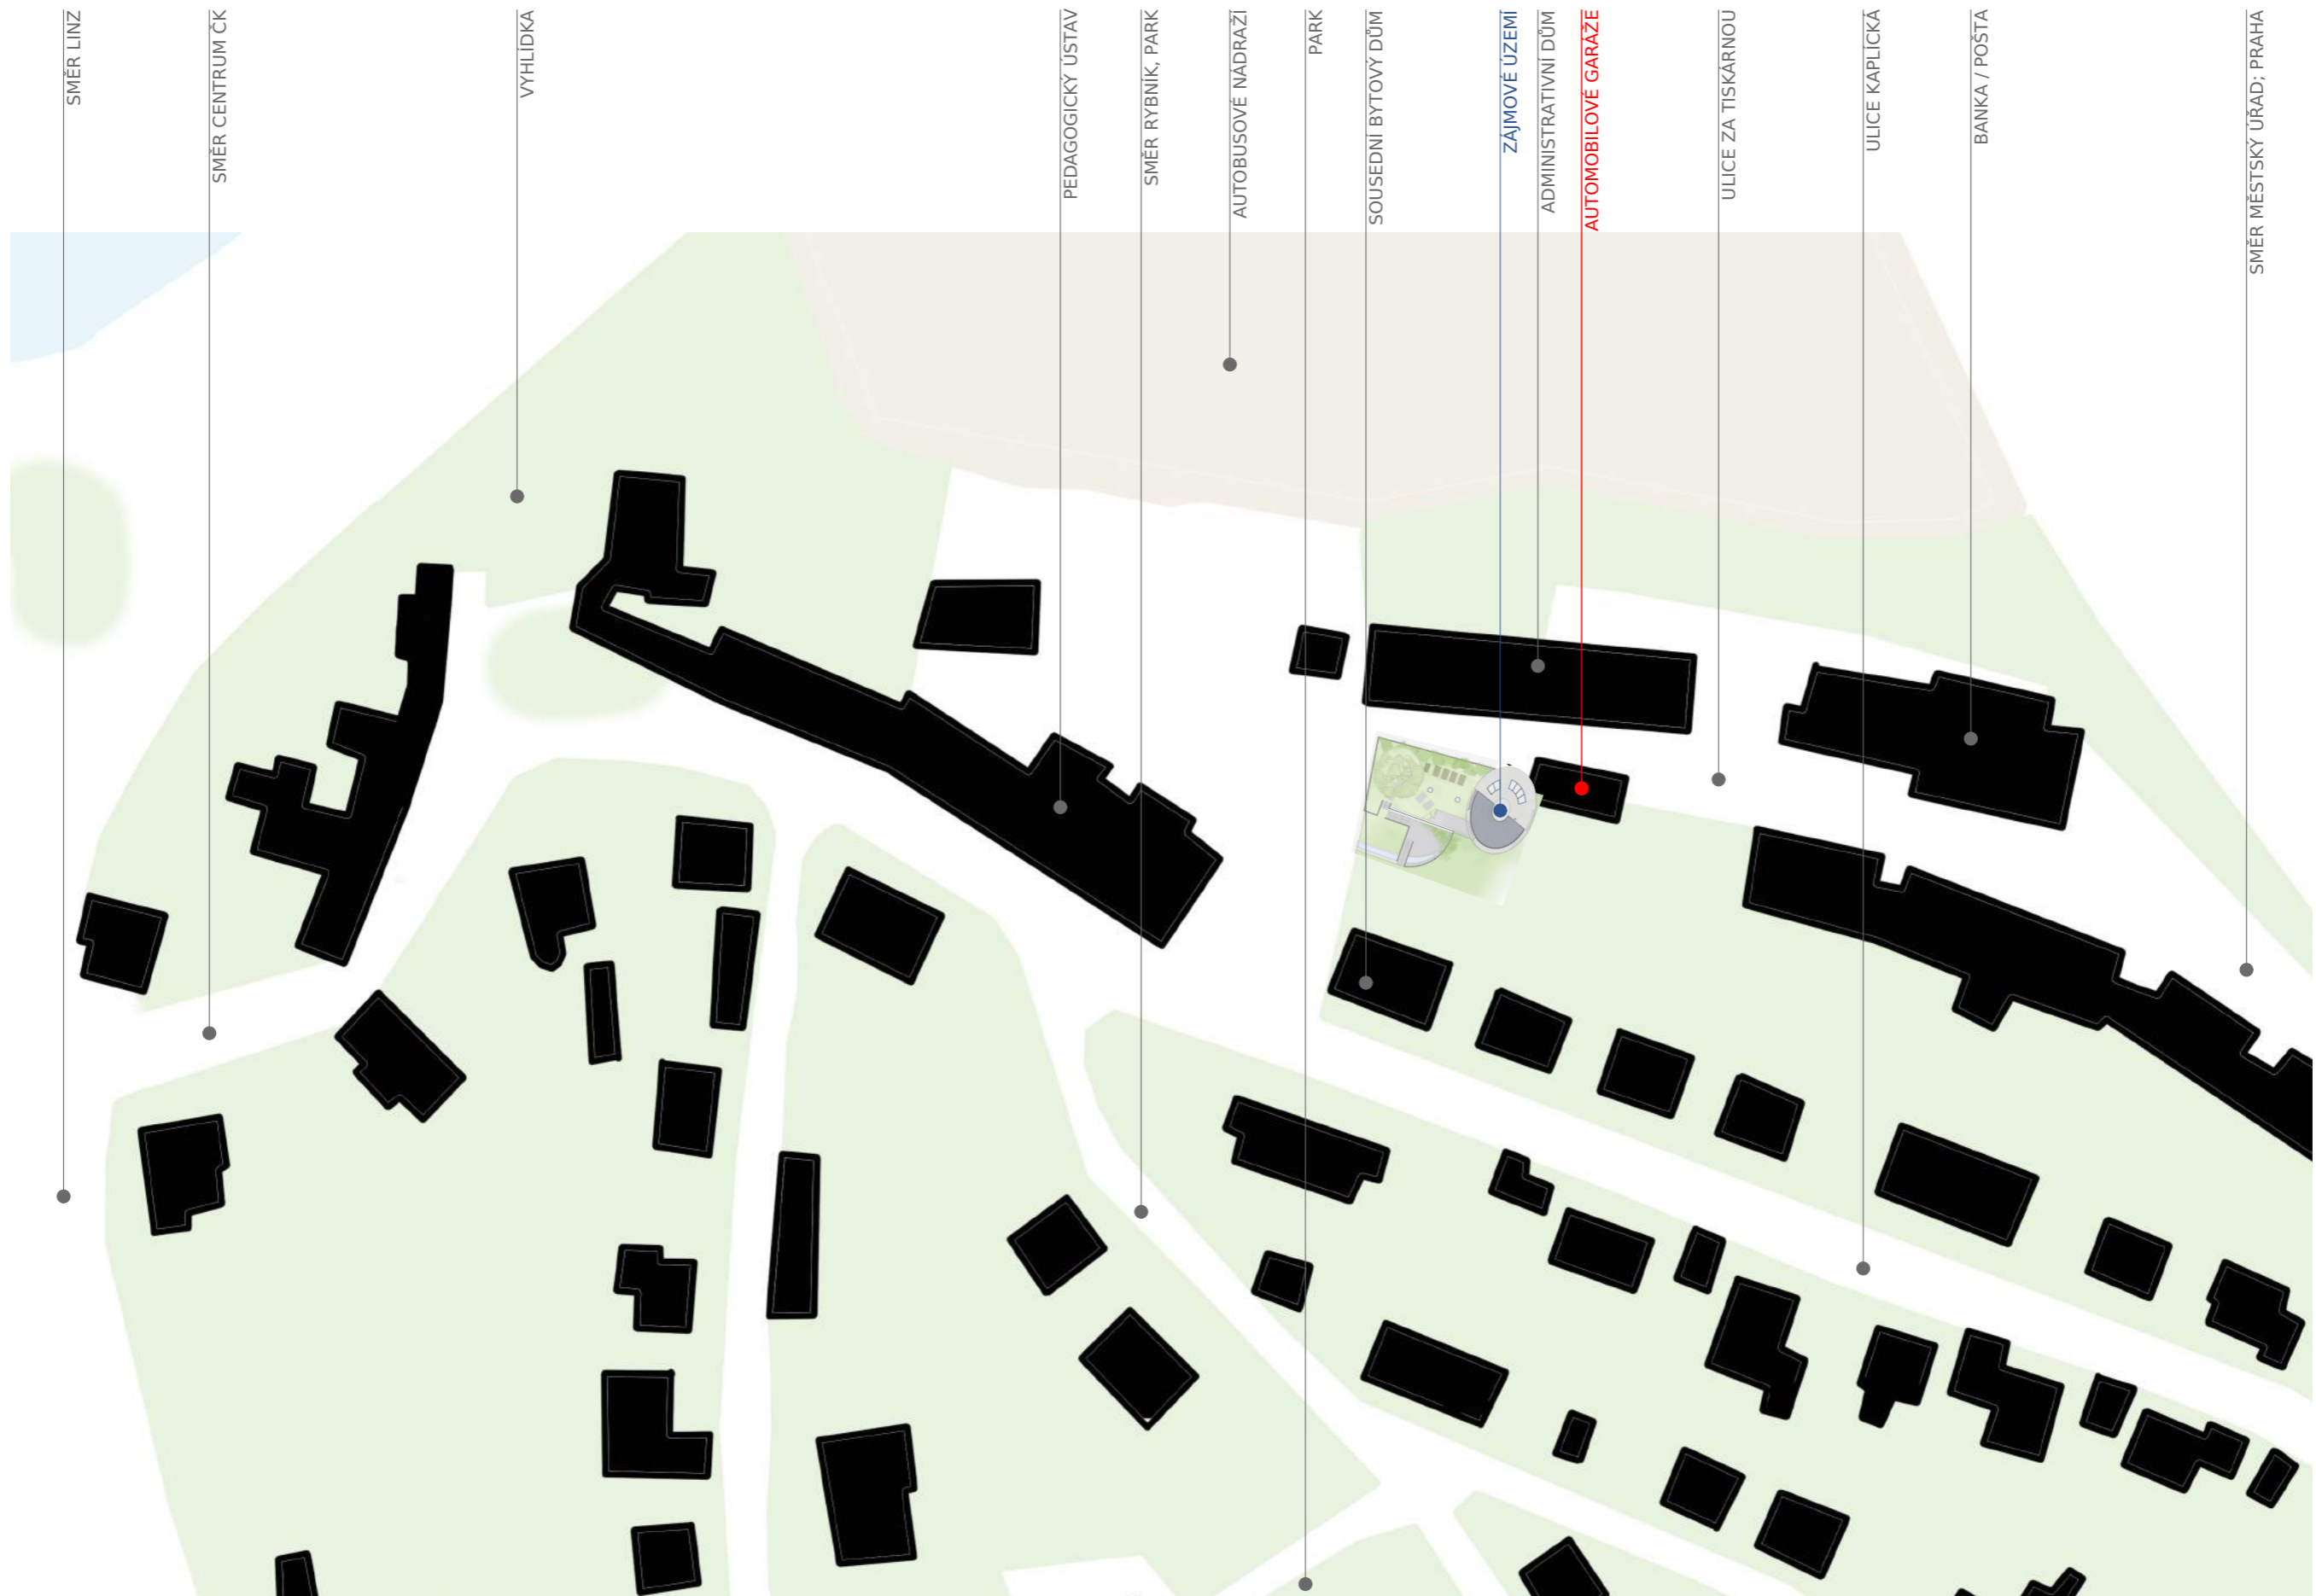 SMĚR LINZ
SMĚR CENTRUM ČK
VYHLÍDKA
PEDAGOGICKÝ ÚSTAV
SMĚR RYBNÍK, PARK
AUTOBUSOVÉ NÁDRAŽÍ
PARK
SOUSEDNÍ BYTOVÝ DŮM
ZÁJMOVÉ ÚZEMÍ
ADMINISTRATIVNÍ DŮM
AUTOMOBILOVÉ GARÁŽE
ULICE ZA TISKÁRNOU
ULICE KAPLICKÁ
BANKA / POŠTA
SMĚR MĚSTSKÝ ÚŘAD; PRAHA